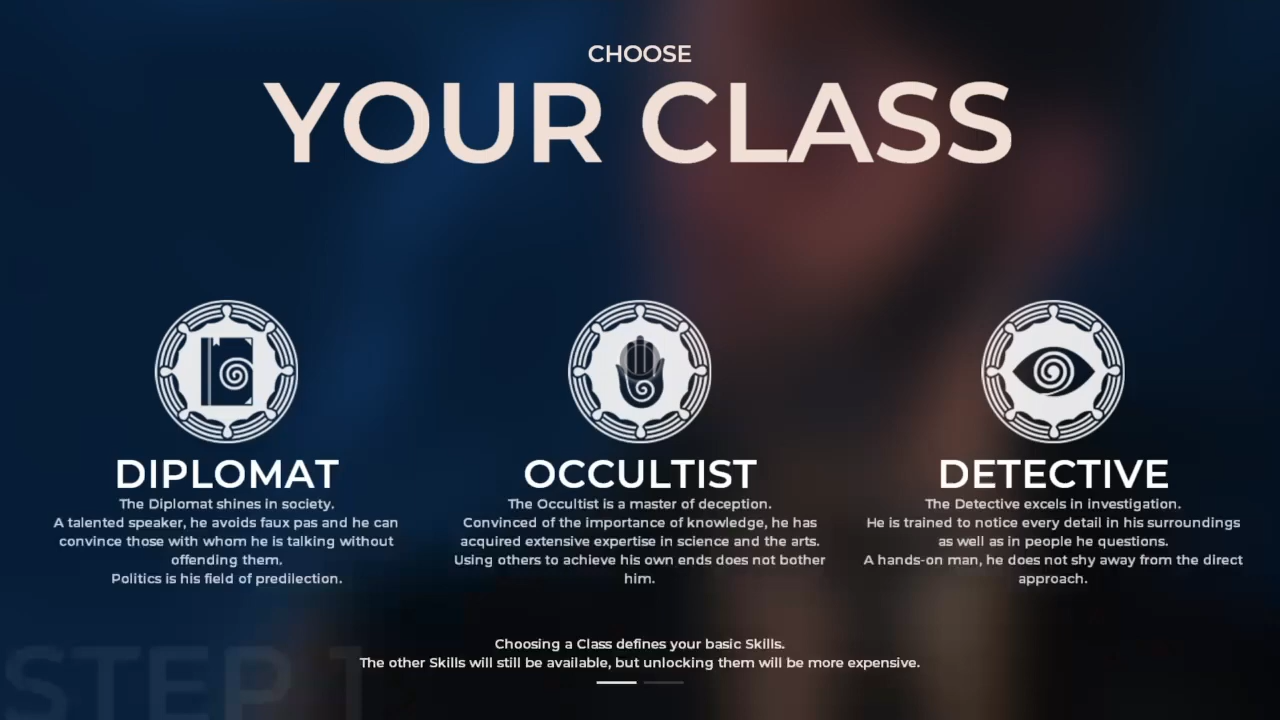 CHOOSE
YOUR CLASS
DIPLOMAT
The Diplomat shines in society.
A talented speaker, he avoids faux pas and he can
convince those with whom he is talking without
offending them.
Politics is his field of predilection.
OCCULTIST
The Occultist is a master of deception.
Convinced of the importance of knowledge, he has
acquired extensive expertise in science and the arts.
Using others to achieve his own ends does not bother
him.
DETECTIVE
The Detective excels in investigation.
He is trained to notice every detail in his surroundings
as well as in people he questions.
A hands-on man, he does not shy away from the direct
approach.
Choosing a Class defines your basic Skills.
The other Skills will still be available, but unlocking them will be more expensive.
STEP 1